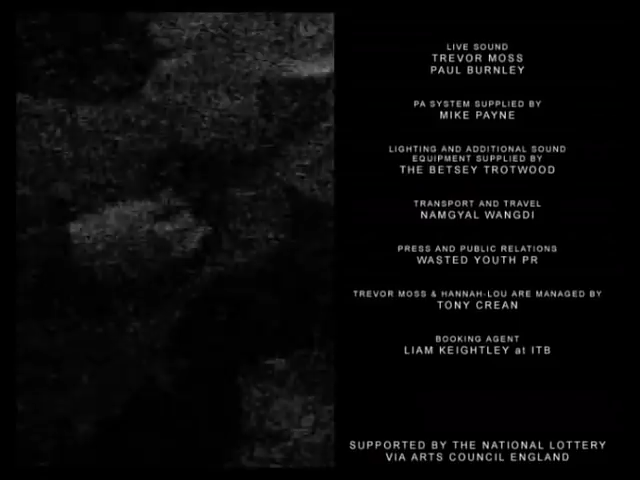 LIVE SOUND
TREVOR MOSS
PAUL BURNLEY
PA SYSTEM SUPPLIED BY
MIKE PAYNE
LIGHTING AND ADDITIONAL SOUND
EQUIPMENT SUPPLIED BY
THE BETSEY TROTWOOD
TRANSPORT AND TRAVEL
NAMGYAL WANGDI
PRESS AND PUBLIC RELATIONS
WASTED YOUTH PR
TREVOR MOSS & HANNAH-LOU ARE MANAGED BY
TONY CREAN
BOOKING AGENT
LIAM KEIGHTLEY at ITB
SUPPORTED BY THE NATIONAL LOTTERY
VIA ARTS COUNCIL ENGLAND